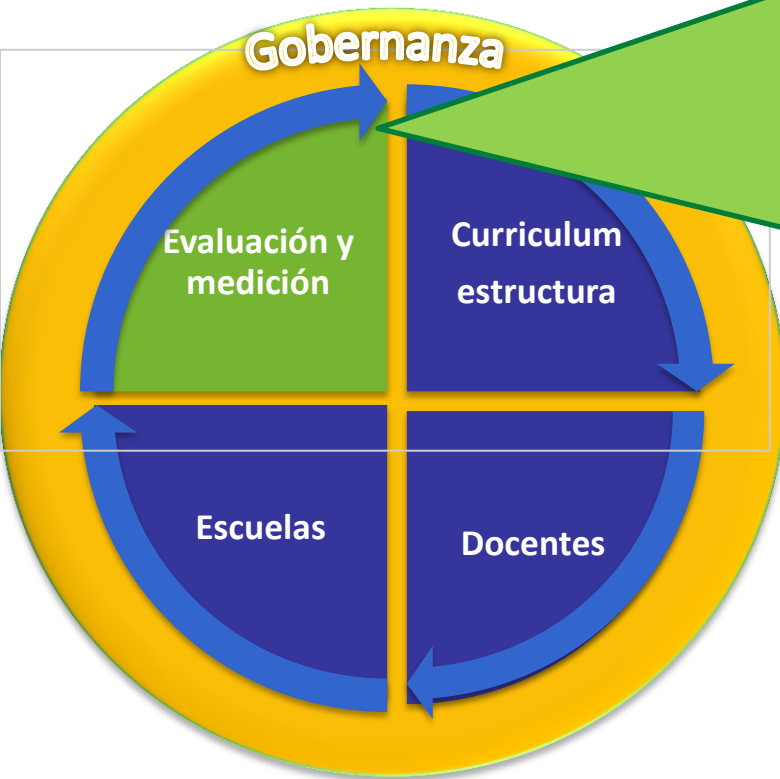 Gobernanza
Evaluación y
medición
Curriculum
estructura
Escuelas
Docentes